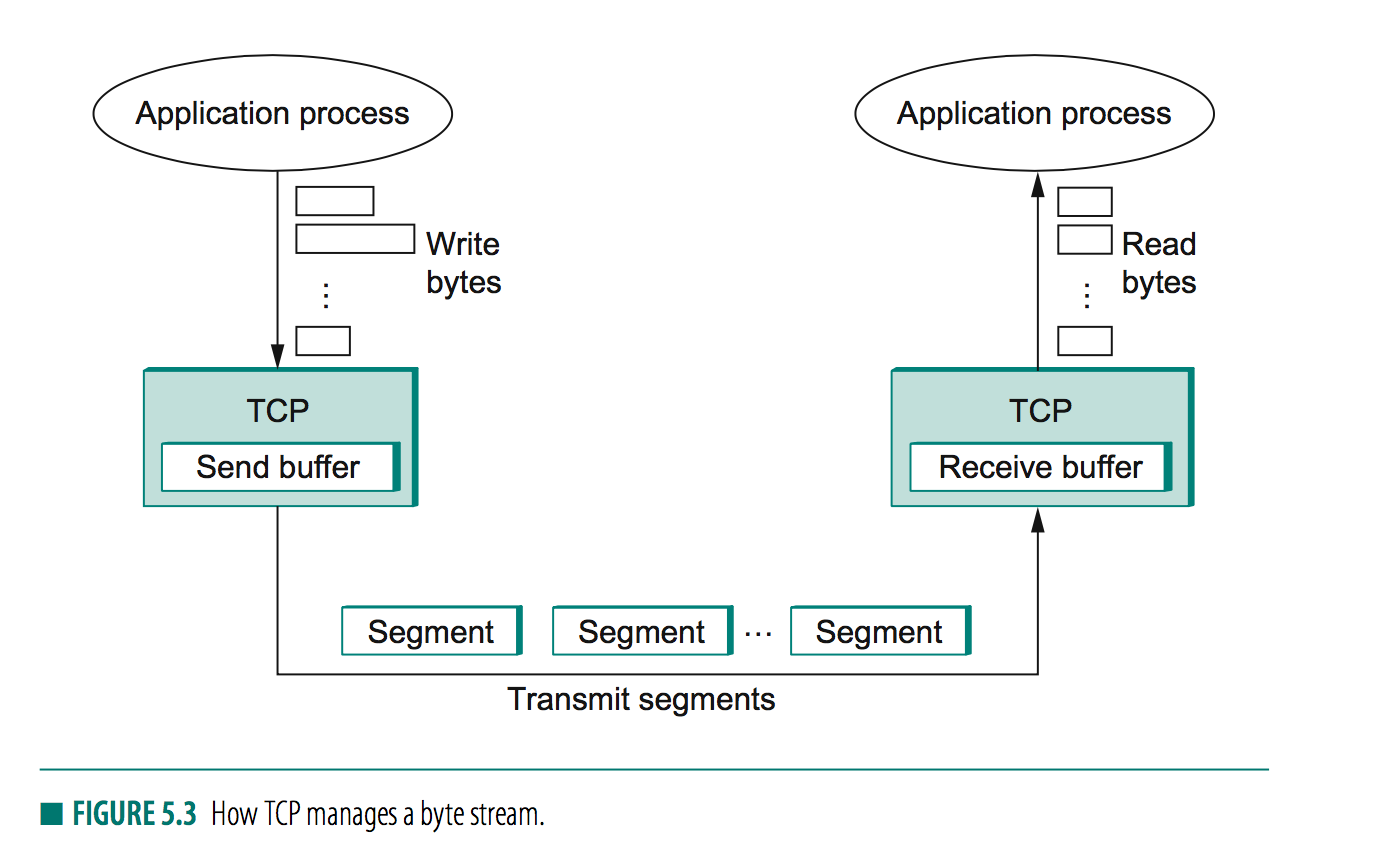 Application process
Application process
Write
bytes
⋮
Read
bytes
⋮
TCP
Send buffer
TCP
Receive buffer
Segment
Segment
...
Segment
Transmit segments
■ FIGURE 5.3 How TCP manages a byte stream.